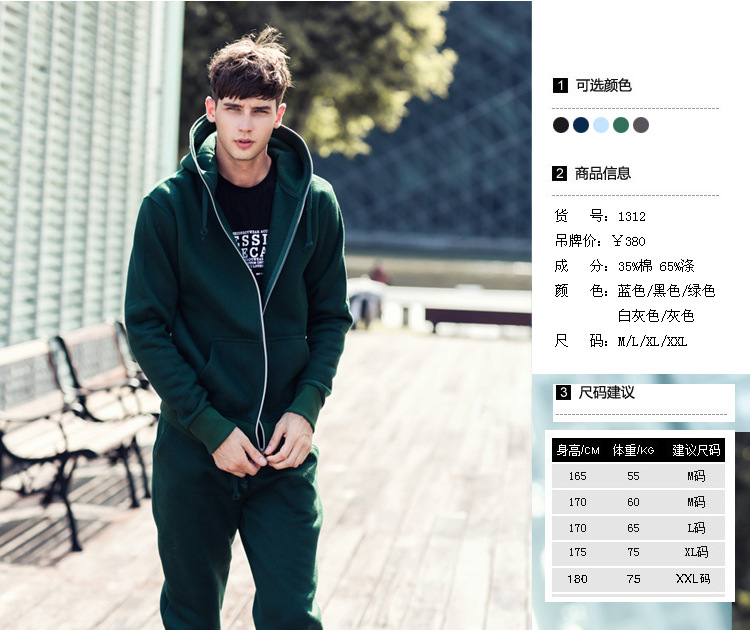 1 可选颜色
2 商品信息
货 号：1312
吊牌价：￥380
成 分：35%棉 65%涤
颜 色：蓝色/黑色/绿色
白灰色/灰色
尺 码：M/L/XL/XXL
3 尺码建议
身高/CM 体重/KG 建议尺码
165 55 M码
170 60 M码
170 65 L码
175 75 XL码
180 75 XXL码
ESSI
ECA